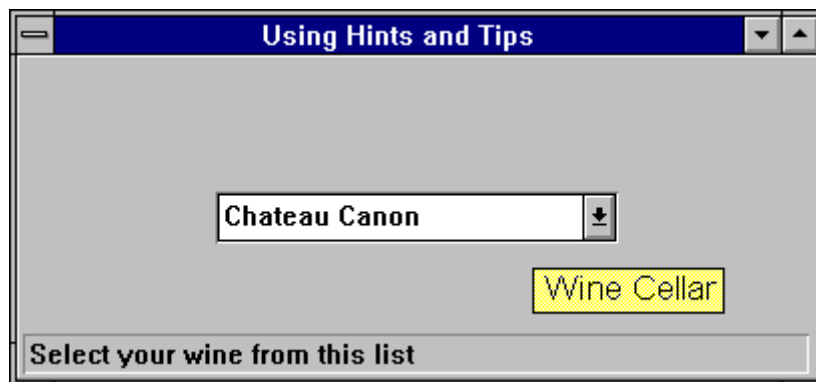 Using Hints and Tips
Chateau Canon
Wine Cellar
Select your wine from this list